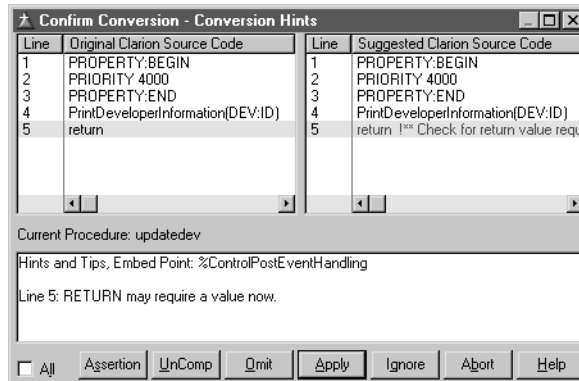 Confirm Conversion - Conversion Hints
Line Original Clarion Source Code
1 PROPERTY:BEGIN
2 PRIORITY 4000
3 PROPERTY:END
4 PrintDeveloperInformation(DEV:ID)
5 return
Line Suggested Clarion Source Code
1 PROPERTY:BEGIN
2 PRIORITY 4000
3 PROPERTY:END
4 PrintDeveloperInformation(DEV:ID)
5 return !** Check for return value requ
Current Procedure: updatedev
Hints and Tips, Embed Point: %ControlPostEventHandling
Line 5: RETURN may require a value now.
All Assertion UnComp Omit Apply Ignore Abort Help